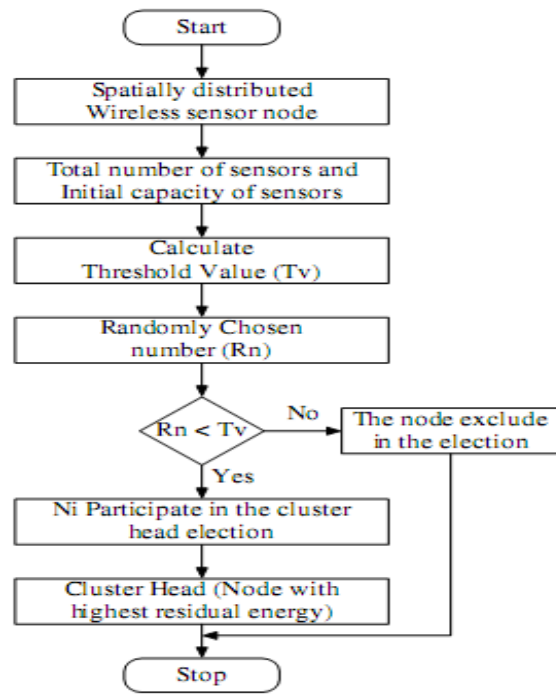 Start
Spatially distributed
Wireless sensor node
Total number of sensors and
Initial capacity of sensors
Calculate
Threshold Value (Tv)
Randomly Chosen
number (Rn)
Rn < Tv
No
The node exclude
in the election
Yes
Ni Participate in the cluster
head election
Cluster Head (Node with
highest residual energy)
Stop